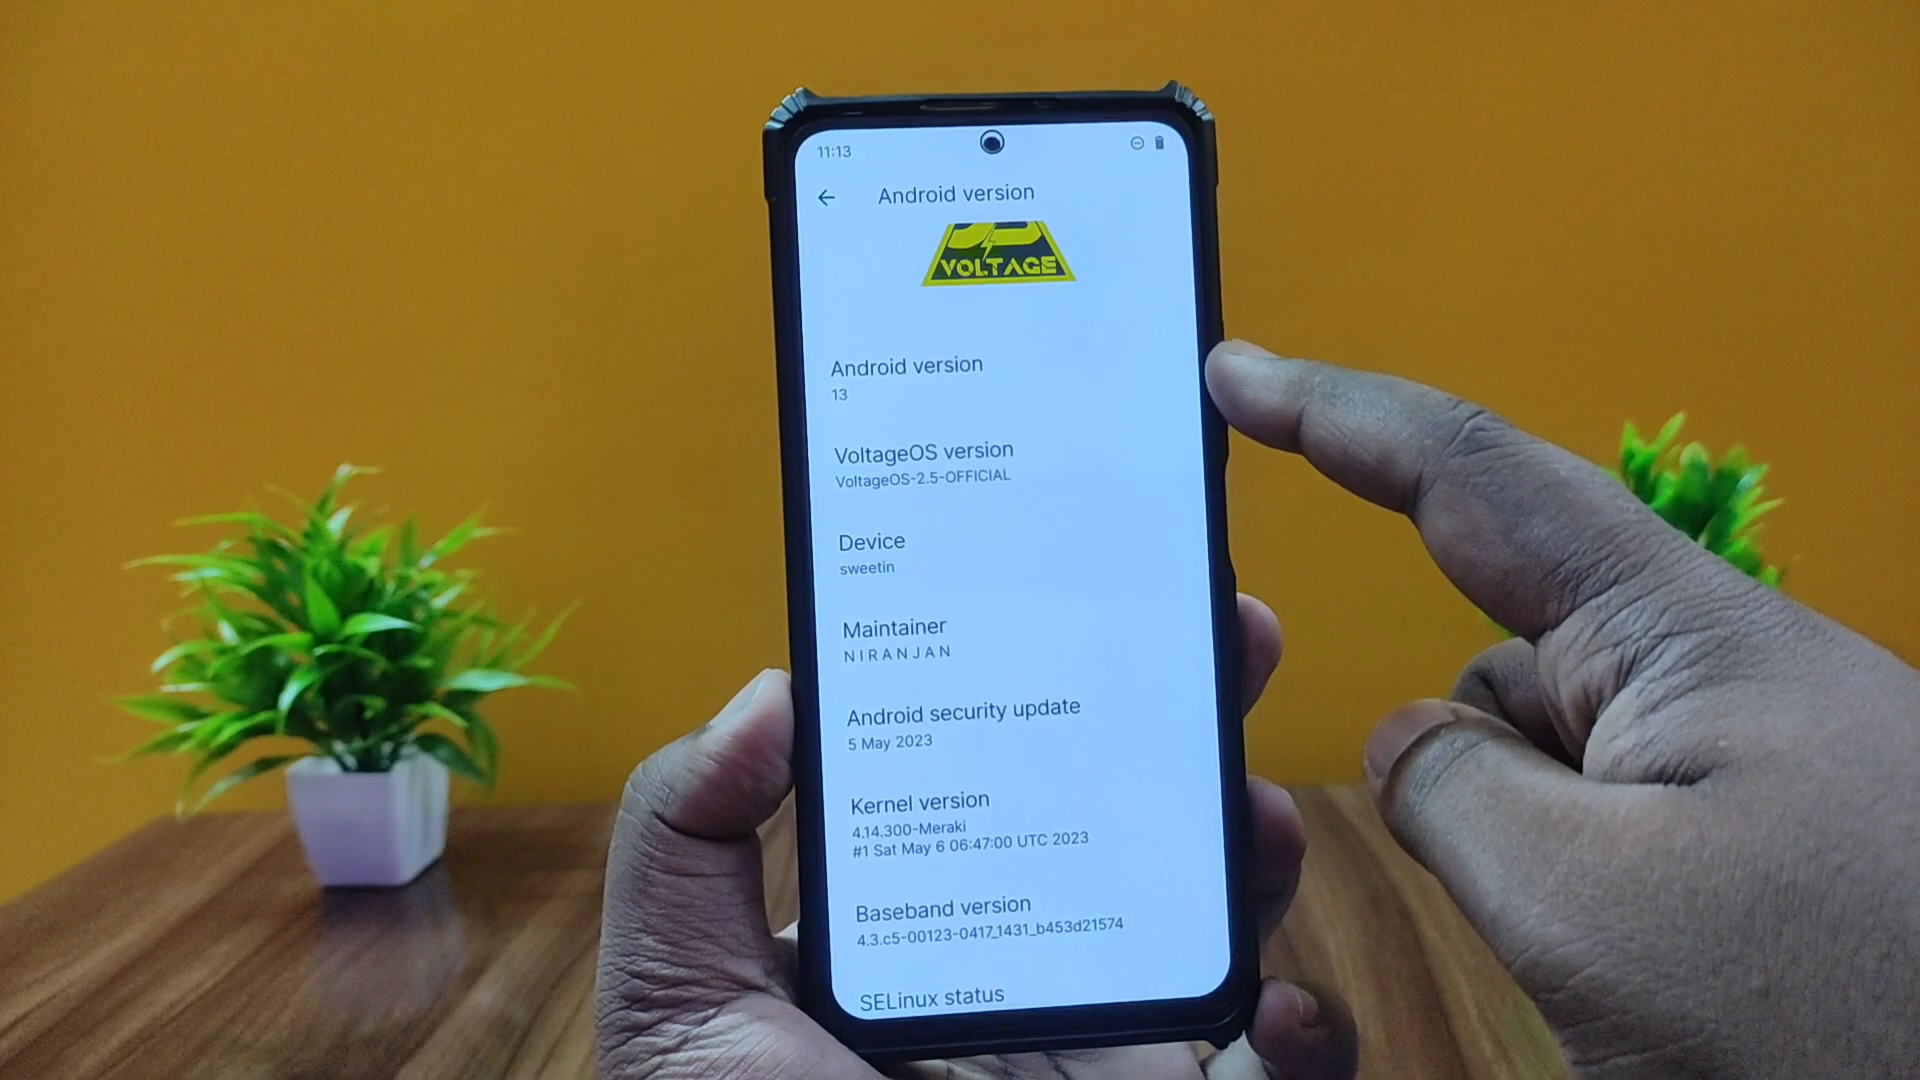 11:13
Android version
VOLTAGE
Android version
13
VoltageOS version
VoltageOS-2.5-OFFICIAL
Device
sweetin
Maintainer
N I R A N J A N
Android security update
5 May 2023
Kernel version
4.14.300-Meraki
#1 Sat May 6 06:47:00 UTC 2023
Baseband version
4.3.c5-00123-0417_1431_b453d21574
SELinux status